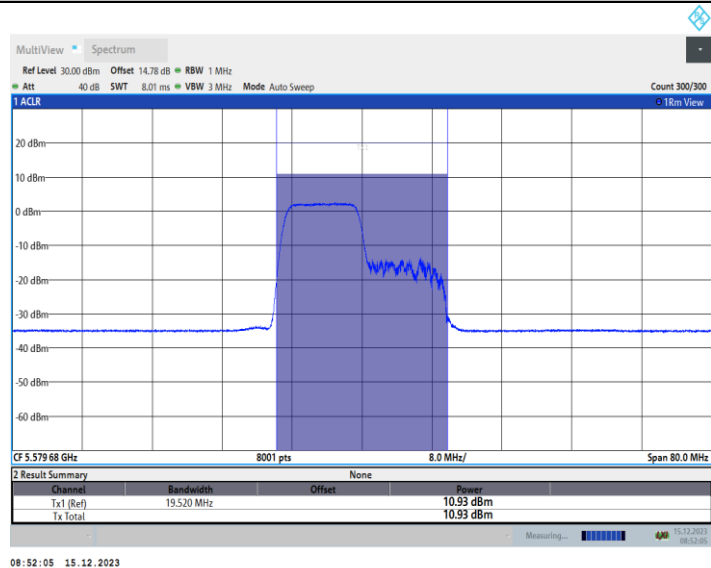 MultiView Spectrum
Ref Level 30.00 dBm Offset 14.78 dB RBW 1 MHz
Att 40 dB SWT 8.01 ms VBW 3 MHz Mode Auto Sweep Count 300/300
1 ACLR 1Rm View
20 dBm
10 dBm
0 dBm
-10 dBm
-20 dBm
-30 dBm
-40 dBm
-50 dBm
-60 dBm
CF 5.579 68 GHz 8001 pts 8.0 MHz/ Span 80.0 MHz
2 Result Summary None
Channel Bandwidth Offset Power
Tx1 (Ref) 19.520 MHz 10.93 dBm
Tx Total 10.93 dBm
Measuring... 15.12.2023
08:52:05
08:52:05 15.12.2023